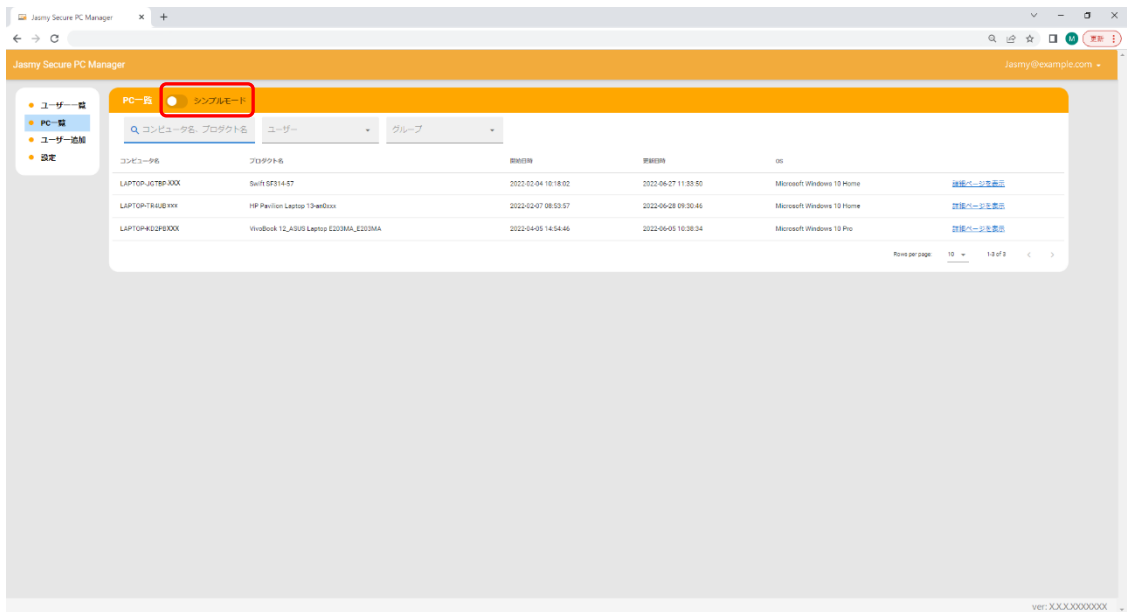 Jasmy Secure PC Manager
更新
Jasmy Secure PC Manager
Jasmy@example.com
ユーザー一覧
PC一覧
ユーザー追加
設定
PC一覧 シンプルモード
コンピュータ名、プロダクト名 ユーザー グループ
コンピュータ名 プロダクト名 開始日時 更新日時 OS
LAPTOP-JGTBP-XXX Swift SF314-57 2022-02-04 10:18:02 2022-06-27 11:33:50 Microsoft Windows 10 Home 詳細ページを表示
LAPTOP-TR4UBxxx HP Pavilion Laptop 13-an0xxx 2022-02-07 08:53:57 2022-06-28 09:30:46 Microsoft Windows 10 Home 詳細ページを表示
LAPTOP-KD2PBXXX VivoBook 12_ASUS Laptop E203MA_E203MA 2022-04-05 14:54:46 2022-06-05 10:38:34 Microsoft Windows 10 Pro 詳細ページを表示
Rows per page: 10 1-3 of 3
ver: X.X.X.XXXXXXX